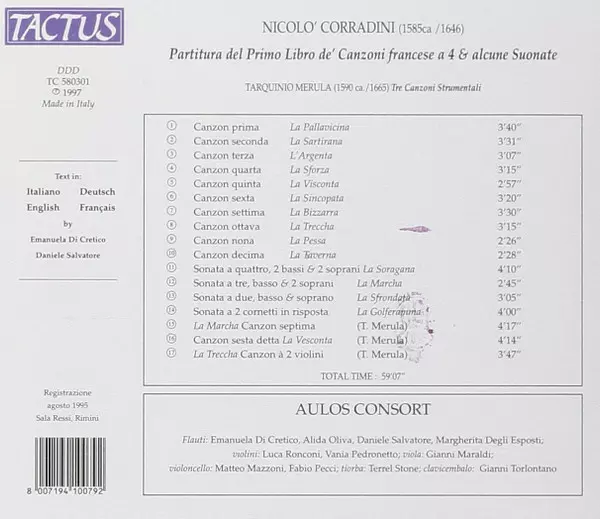 TACTUS
DDD
TC 580301
℗ 1997
Made in Italy
Text in:
Italiano Deutsch
English Français
by
Emanuela Di Cretico
Daniele Salvatore
Registrazione
agosto 1995
Sala Ressi, Rimini
8 007194 100792
NICOLO' CORRADINI (1585ca /1646)
Partitura del Primo Libro de' Canzoni francese a 4 & alcune Suonate
TARQUINIO MERULA (1590 ca /1665) Tre Canzoni Strumentali
1 Canzon prima La Pallavicina 3'40"
2 Canzon seconda La Sartirana 3'31"
3 Canzon terza L'Argenta 3'07"
4 Canzon quarta La Sforza 3'15"
5 Canzon quinta La Visconta 2'57"
6 Canzon sesta La Sincopata 3'20"
7 Canzon settima La Bizzarra 3'30"
8 Canzon ottava La Treccha 3'15"
9 Canzon nona La Pessa 2'26"
10 Canzon decima La Taverna 2'28"
11 Sonata a quattro, 2 bassi & 2 soprani La Soragana 4'10"
12 Sonata a tre, basso & 2 soprani La Marcha 2'45"
13 Sonata a due, basso & soprano La Sfrondata 3'05"
14 Sonata a 2 cornetti in risposta La Golferamma 4'00"
15 La Marcha Canzon septima (T. Merula) 4'17"
16 Canzon sesta detta La Vesconta (T. Merula) 4'14"
17 La Treccha Canzon à 2 violini (T. Merula) 3'47"
TOTAL TIME : 59'07"
AULOS CONSORT
Flauti: Emanuela Di Cretico, Alida Oliva, Daniele Salvatore, Margherita Degli Esposti;
violini: Luca Ronconi, Vania Pedronetto; viola: Gianni Maraldi;
violoncello: Matteo Mazzoni, Fabio Pecci; tiorba: Terrel Stone; clavicembalo: Gianni Torlontano